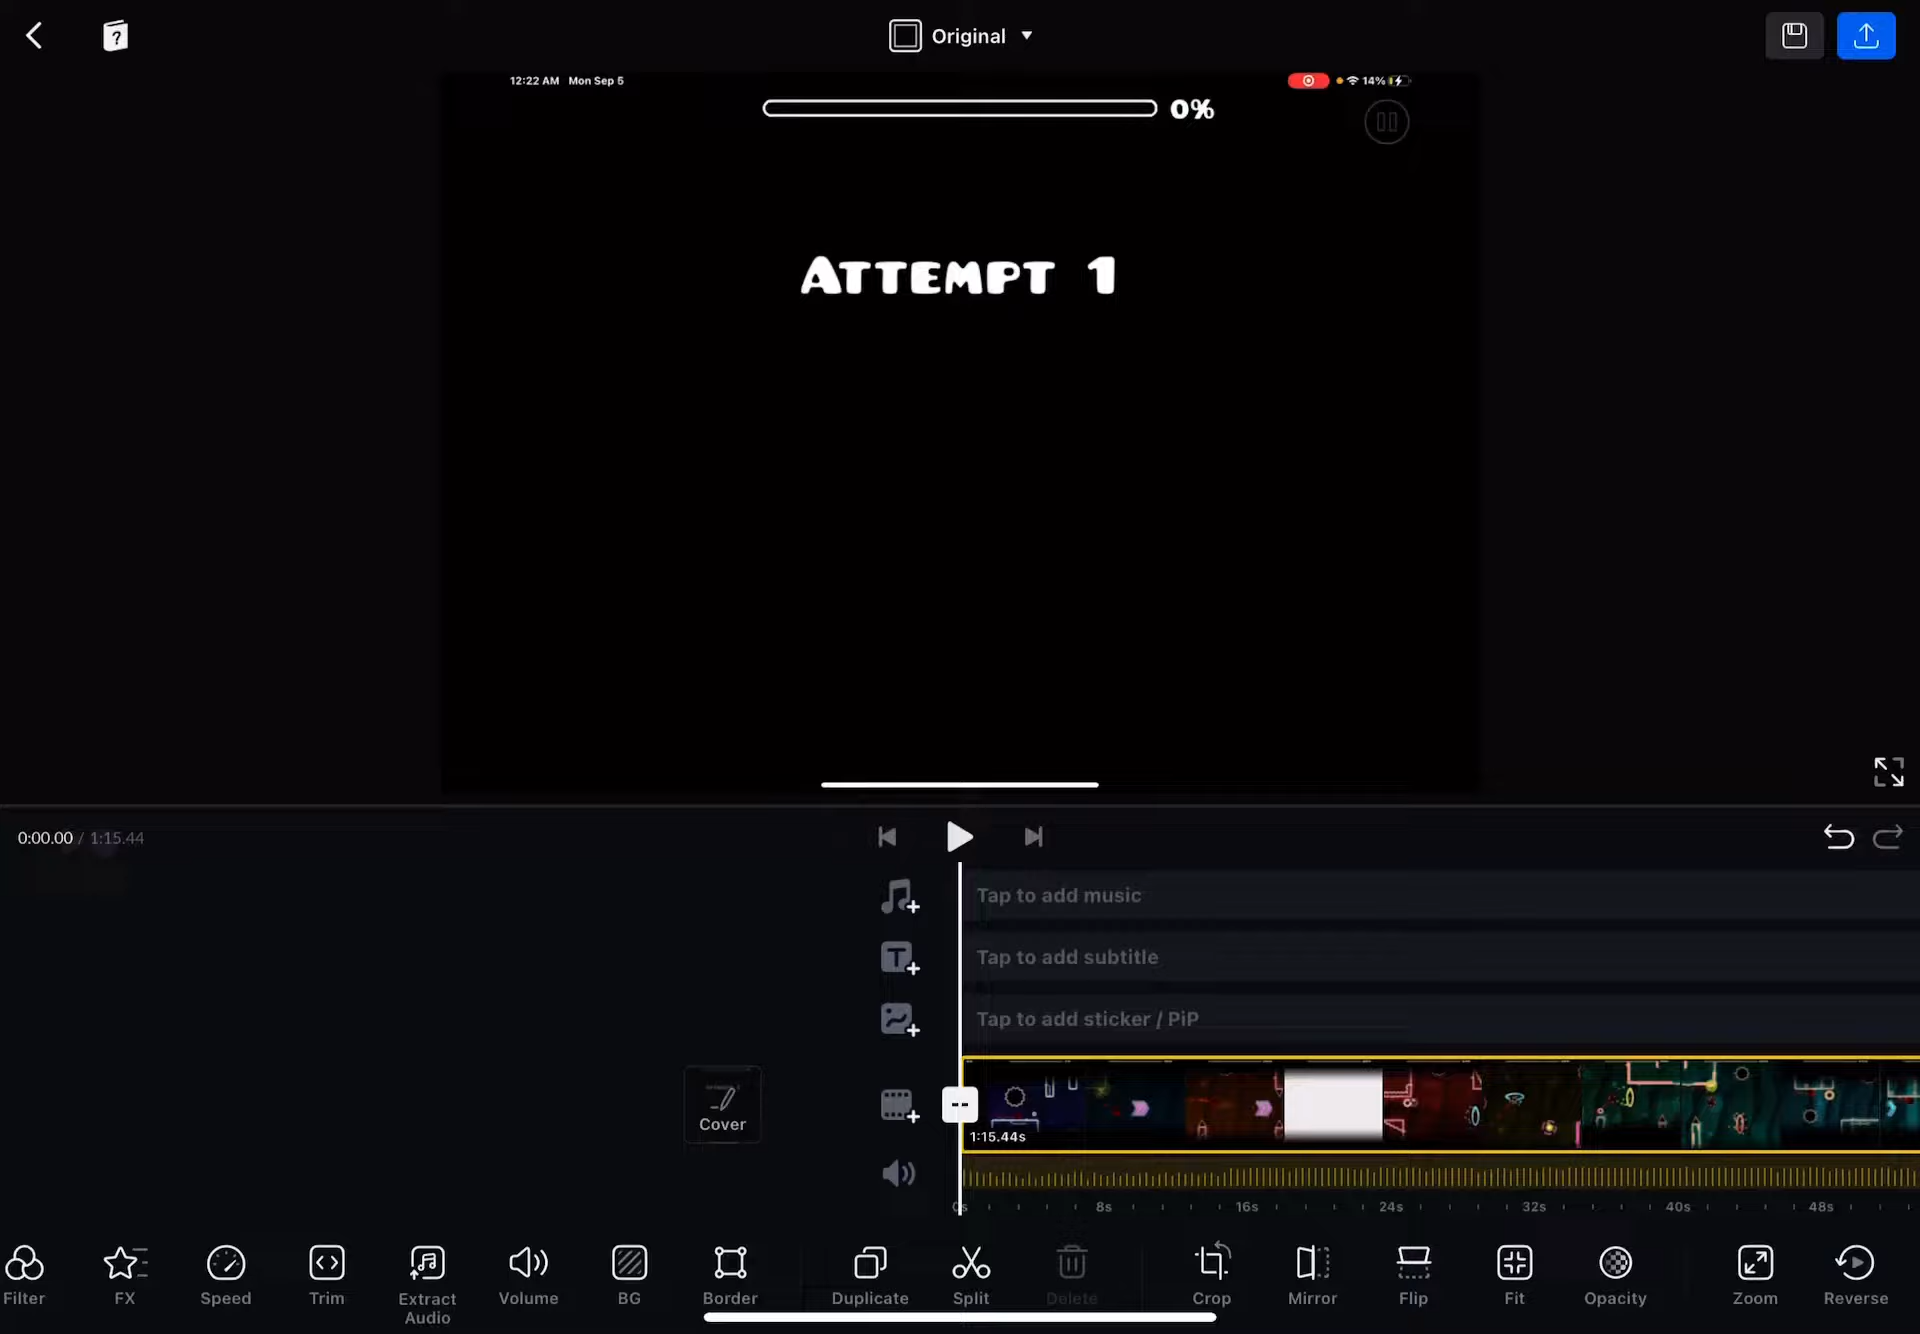 Original
12:22 AM Mon Sep 5
14%
0%
Attempt 1
0:00.00 / 1:15.44
Tap to add music
Tap to add subtitle
Tap to add sticker / PiP
Cover
1:15.44s
0s 8s 16s 24s 32s 40s 48s
Filter FX Speed Trim Extract Audio Volume BG Border Duplicate Split Delete Crop Mirror Flip Fit Opacity Zoom Reverse